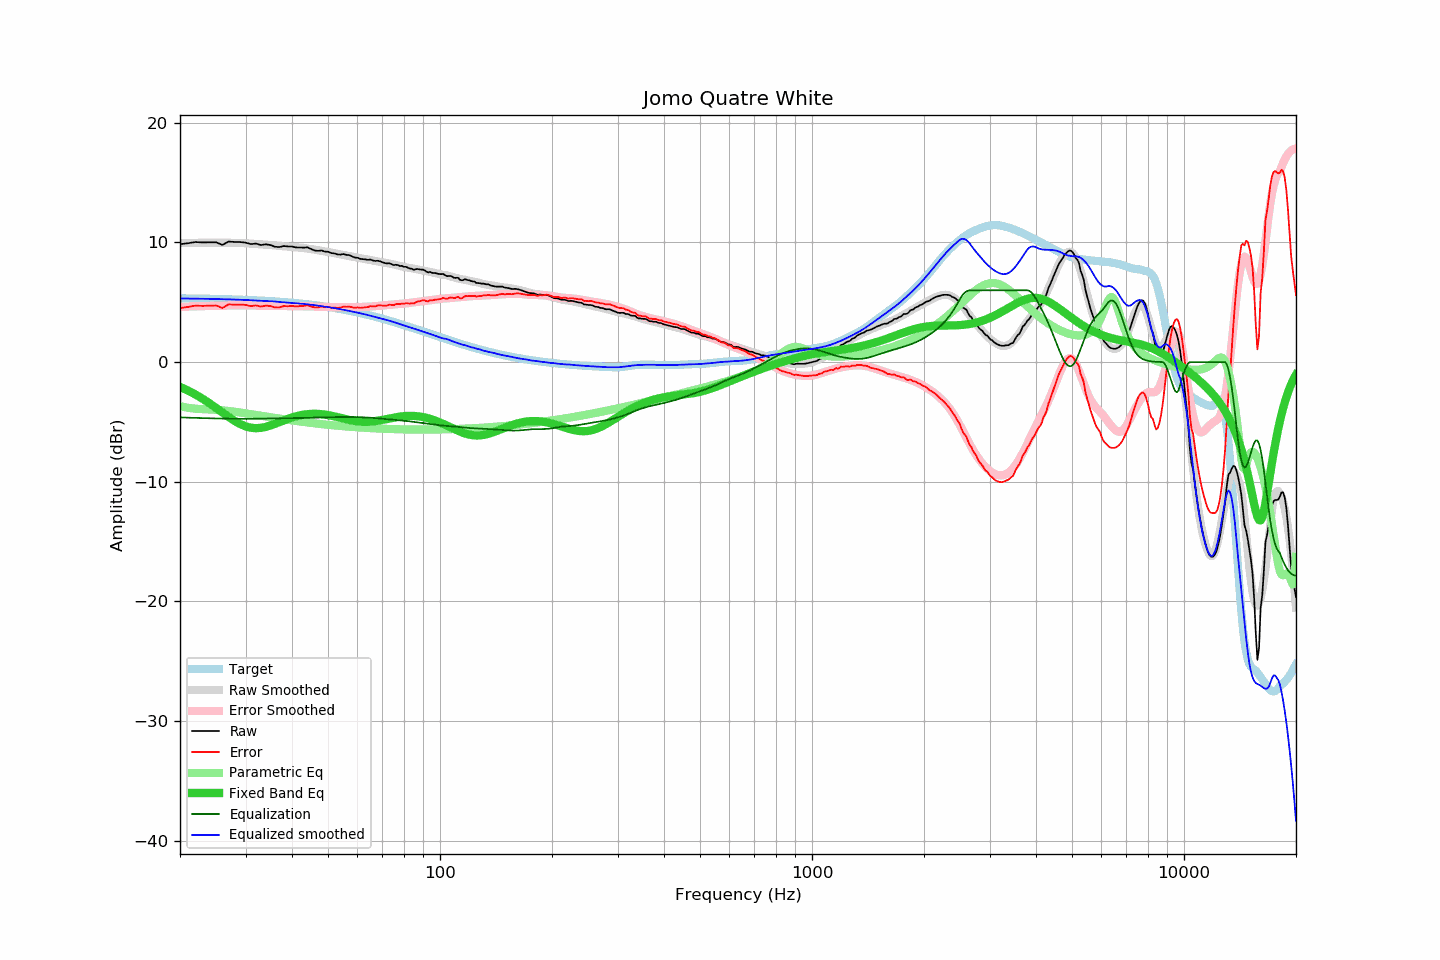 Jomo Quatre White
20
10
0
−10
−20
−30
−40
Amplitude (dBr)
Target
Raw Smoothed
Error Smoothed
Raw
Error
Parametric Eq
Fixed Band Eq
Equalization
Equalized smoothed
100
1000
10000
Frequency (Hz)